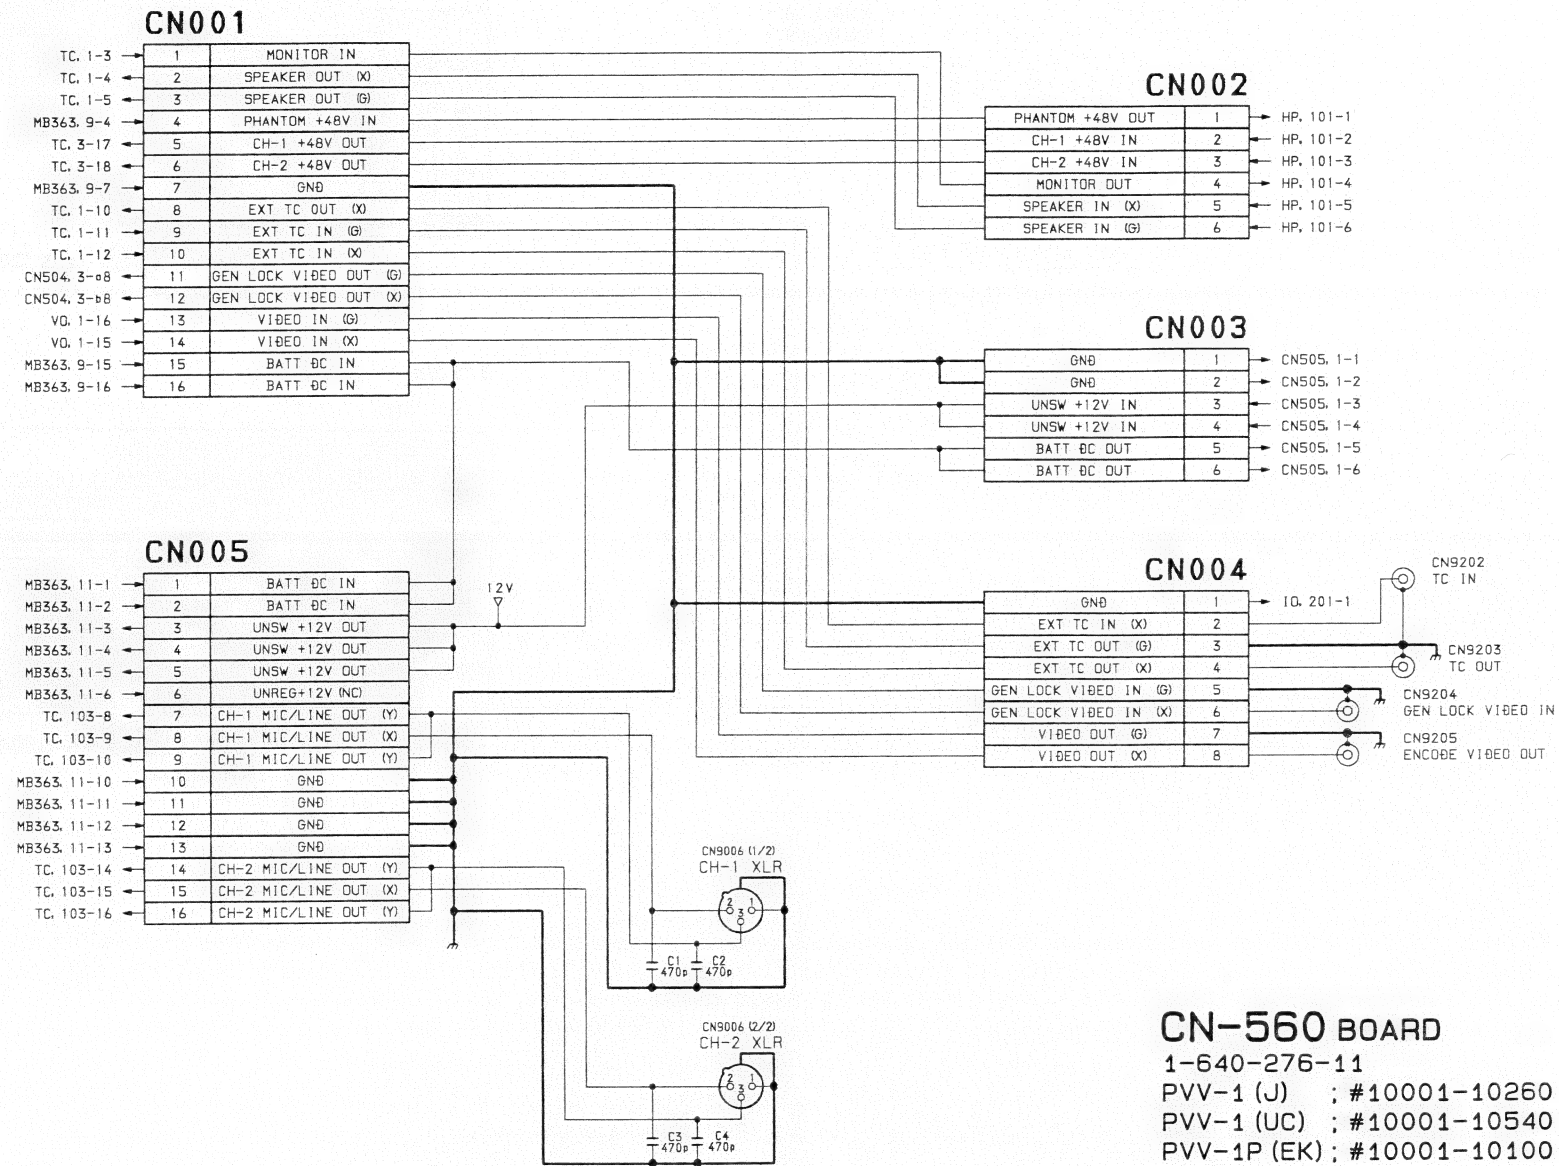 CN001
TC. 1-3 1 MONITOR IN
TC. 1-4 2 SPEAKER OUT (X)
TC. 1-5 3 SPEAKER OUT (G)
MB363. 9-4 4 PHANTOM +48V IN
TC. 3-17 5 CH-1 +48V OUT
TC. 3-18 6 CH-2 +48V OUT
MB363. 9-7 7 GND
TC. 1-10 8 EXT TC OUT (X)
TC. 1-11 9 EXT TC IN (G)
TC. 1-12 10 EXT TC IN (X)
CN504. 3-a8 11 GEN LOCK VIDEO OUT (G)
CN504. 3-b8 12 GEN LOCK VIDEO OUT (X)
VO. 1-16 13 VIDEO IN (G)
VO. 1-15 14 VIDEO IN (X)
MB363. 9-15 15 BATT DC IN
MB363. 9-16 16 BATT DC IN
CN002
PHANTOM +48V OUT 1 HP. 101-1
CH-1 +48V IN 2 HP. 101-2
CH-2 +48V IN 3 HP. 101-3
MONITOR OUT 4 HP. 101-4
SPEAKER IN (X) 5 HP. 101-5
SPEAKER IN (G) 6 HP. 101-6
CN003
GND 1 CN505. 1-1
GND 2 CN505. 1-2
UNSW +12V IN 3 CN505. 1-3
UNSW +12V IN 4 CN505. 1-4
BATT DC OUT 5 CN505. 1-5
BATT DC OUT 6 CN505. 1-6
CN005
MB363. 11-1 1 BATT DC IN
MB363. 11-2 2 BATT DC IN
MB363. 11-3 3 UNSW +12V OUT
MB363. 11-4 4 UNSW +12V OUT
MB363. 11-5 5 UNSW +12V OUT
MB363. 11-6 6 UNREG+12V (NC)
TC. 103-8 7 CH-1 MIC/LINE OUT (Y)
TC. 103-9 8 CH-1 MIC/LINE OUT (X)
TC. 103-10 9 CH-1 MIC/LINE OUT (Y)
MB363. 11-10 10 GND
MB363. 11-11 11 GND
MB363. 11-12 12 GND
MB363. 11-13 13 GND
TC. 103-14 14 CH-2 MIC/LINE OUT (Y)
TC. 103-15 15 CH-2 MIC/LINE OUT (X)
TC. 103-16 16 CH-2 MIC/LINE OUT (Y)
12V
CN004
GND 1 IO. 201-1
EXT TC IN (X) 2
EXT TC OUT (G) 3
EXT TC OUT (X) 4
GEN LOCK VIDEO IN (G) 5
GEN LOCK VIDEO IN (X) 6
VIDEO OUT (G) 7
VIDEO OUT (X) 8
CN9202
TC IN
CN9203
TC OUT
CN9204
GEN LOCK VIDEO IN
CN9205
ENCODE VIDEO OUT
CN9006 (1/2)
CH-1 XLR
2 3 1
C1
470p
C2
470p
CN9006 (2/2)
CH-2 XLR
2 3 1
C3
470p
C4
470p
CN-560 BOARD
1-640-276-11
PVV-1 (J) ; #10001-10260
PVV-1 (UC) ; #10001-10540
PVV-1P (EK) ; #10001-10100